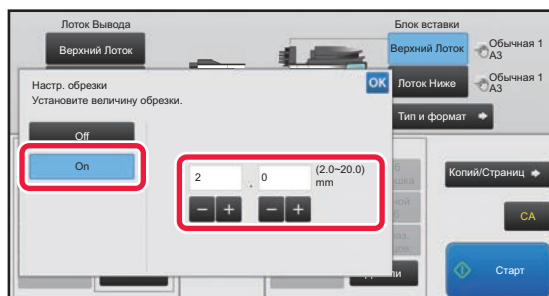 Лоток Вывода
Блок вставки
Верхний Лоток
Верхний Лоток
Обычная 1
A3
Настр. обрезки
OK
Установите величину обрезки.
Лоток Ниже
Обычная 1
A3
Тип и формат
Off
On
2 . 0
(2.0~20.0)
mm
− + − +
Копий/Страниц
CA
Старт